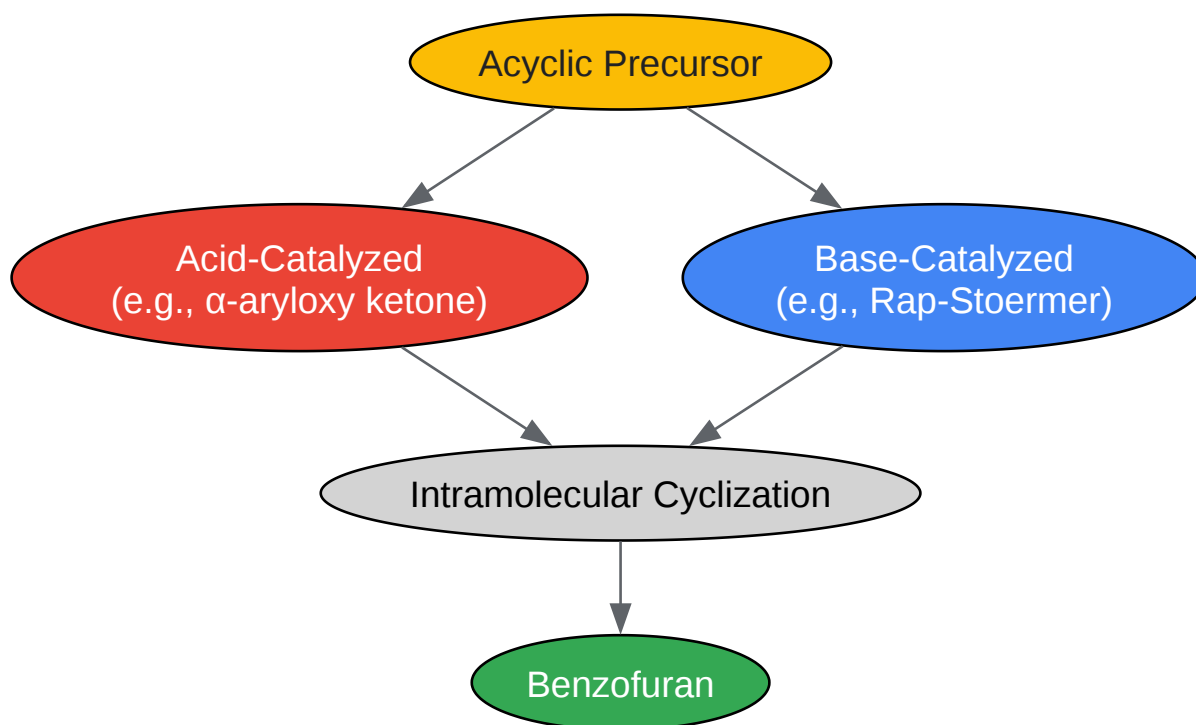 Acyclic Precursor
Acid-Catalyzed
(e.g., α-aryloxy ketone)
Base-Catalyzed
(e.g., Rap-Stoermer)
Intramolecular Cyclization
Benzofuran